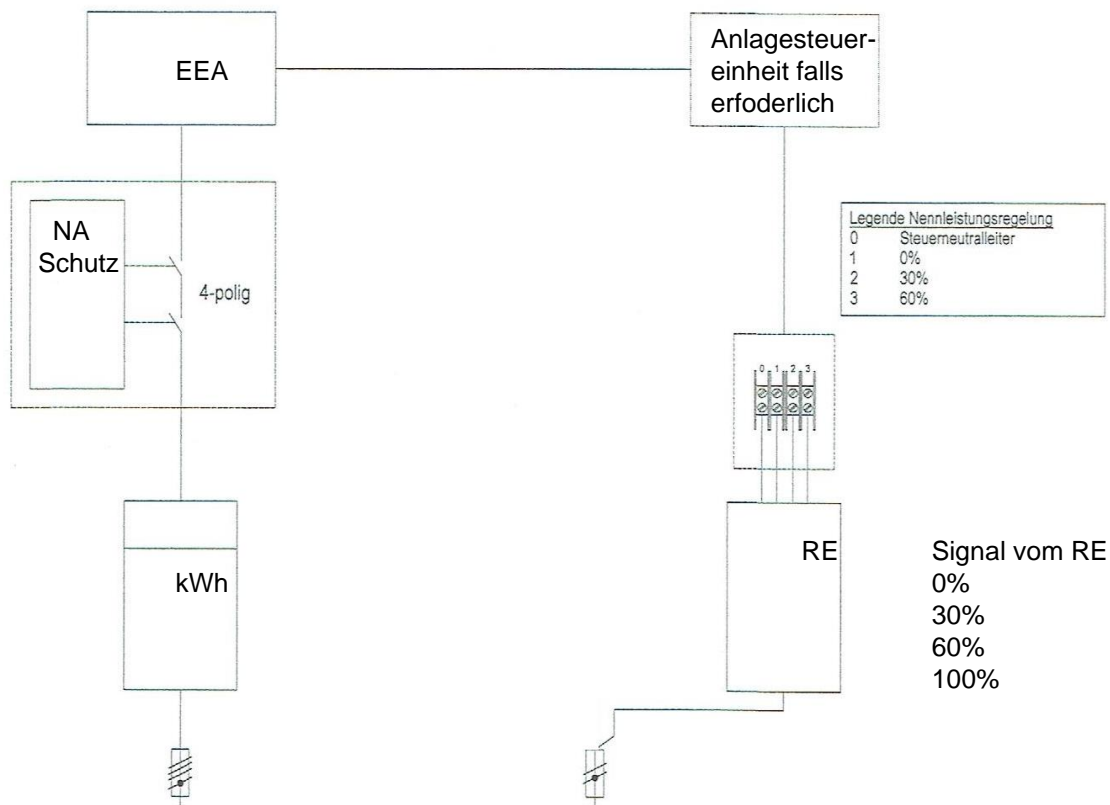 EEA
Anlagesteuer-
einheit falls
erfoderlich
NA
Schutz
4-polig
Legende Nennleistungsregelung
0 Steuerneutralleiter
1 0%
2 30%
3 60%
0 1 2 3
kWh
RE
Signal vom RE
0%
30%
60%
100%